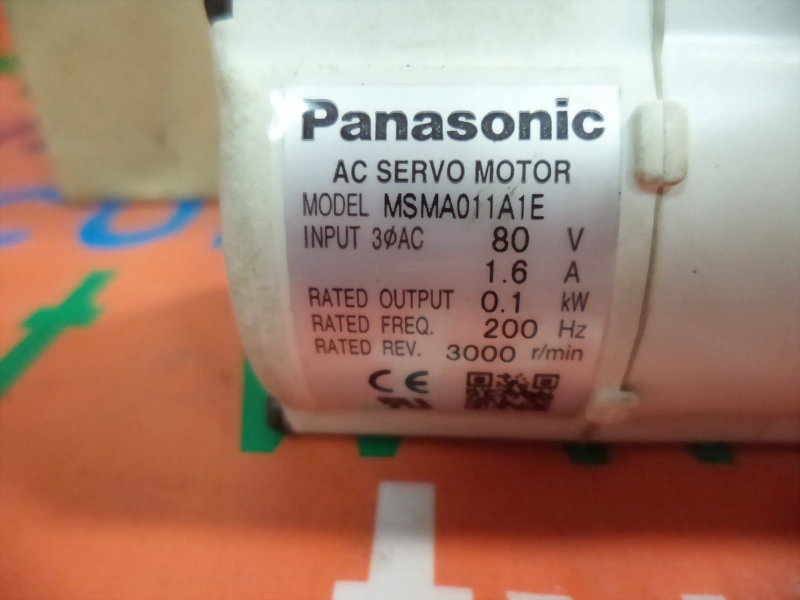 Panasonic
AC SERVO MOTOR
MODEL MSMA011A1E
INPUT 3ϕAC 80 V
1.6 A
RATED OUTPUT 0.1 kW
RATED FREQ. 200 Hz
RATED REV. 3000 r/min
CE